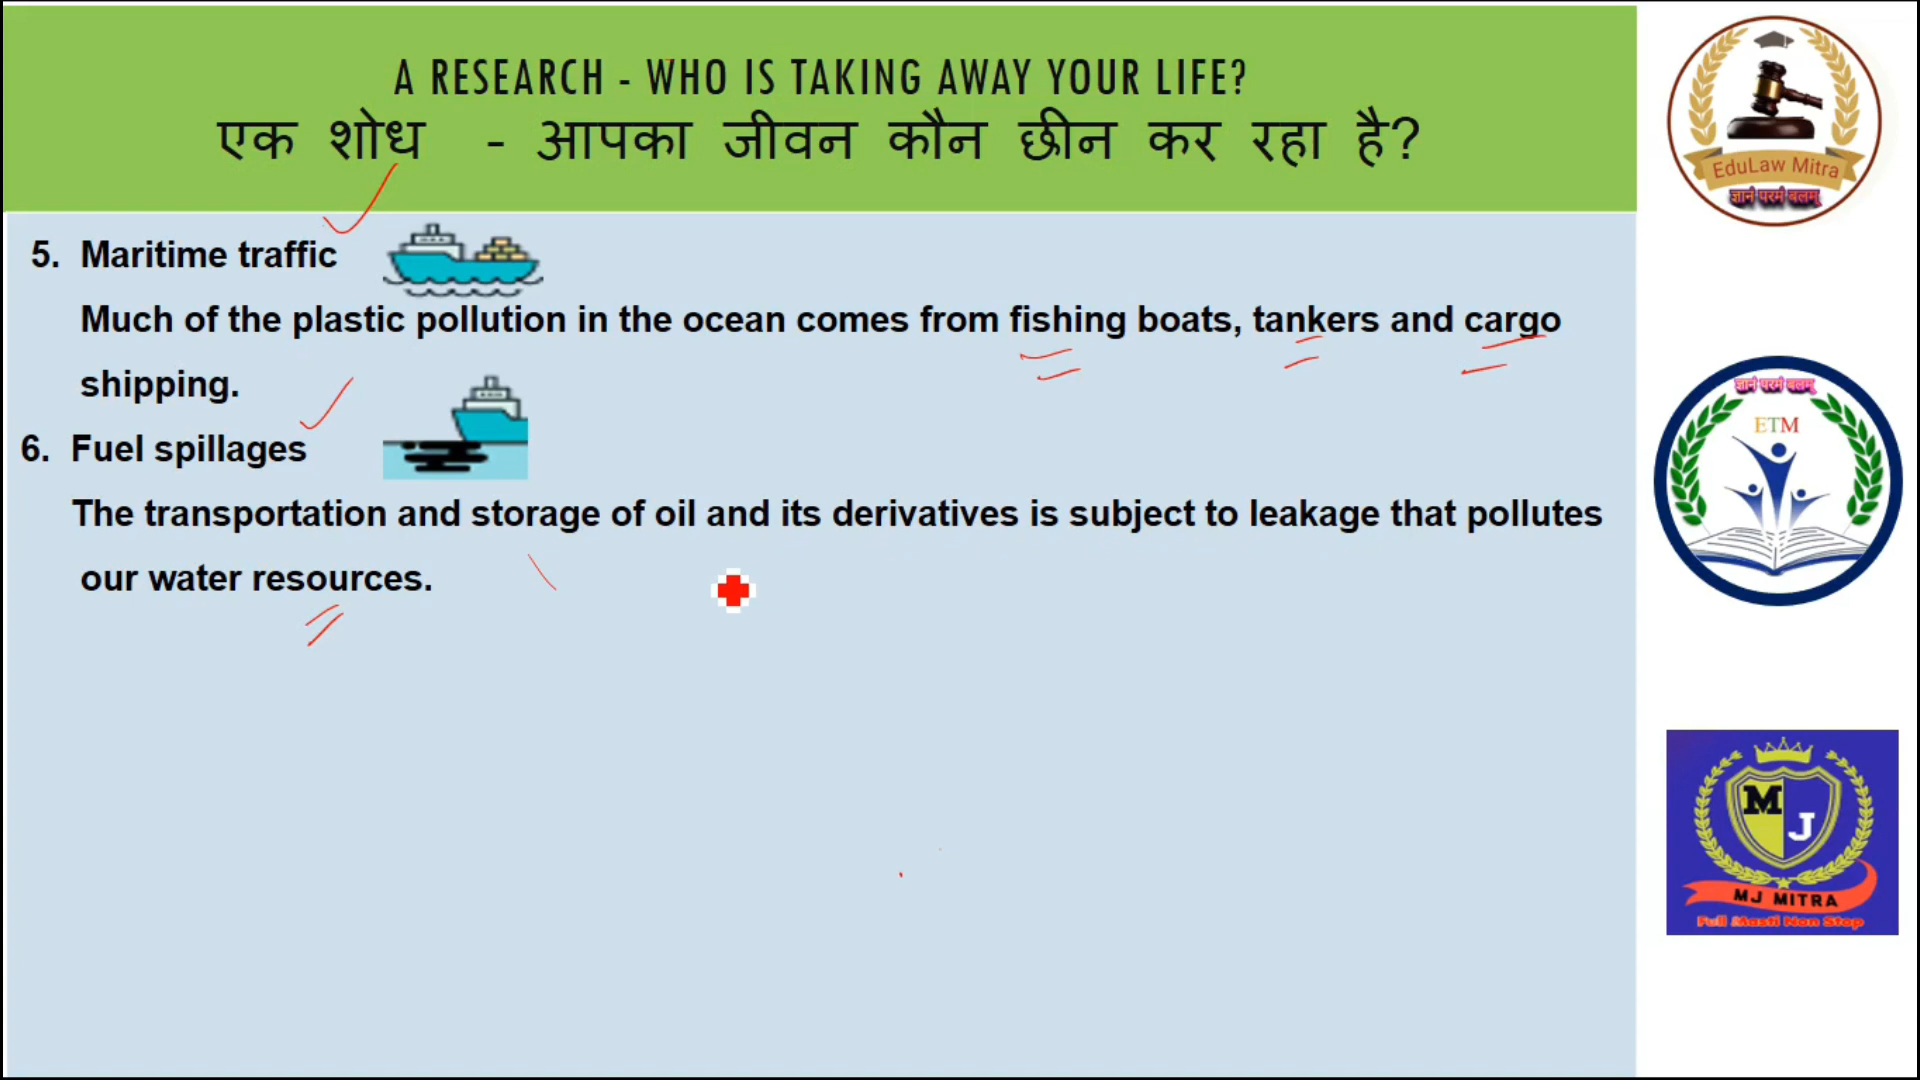 A RESEARCH - WHO IS TAKING AWAY YOUR LIFE?
एक शोध - आपका जीवन कौन छीन कर रहा है?
5. Maritime traffic
Much of the plastic pollution in the ocean comes from fishing boats, tankers and cargo
shipping.
6. Fuel spillages
The transportation and storage of oil and its derivatives is subject to leakage that pollutes
our water resources.
EduLaw Mitra
ज्ञानं परमं बलम्
ज्ञानं परमं बलम्
ETM
M
J
MJ MITRA
Full Masti Non Stop